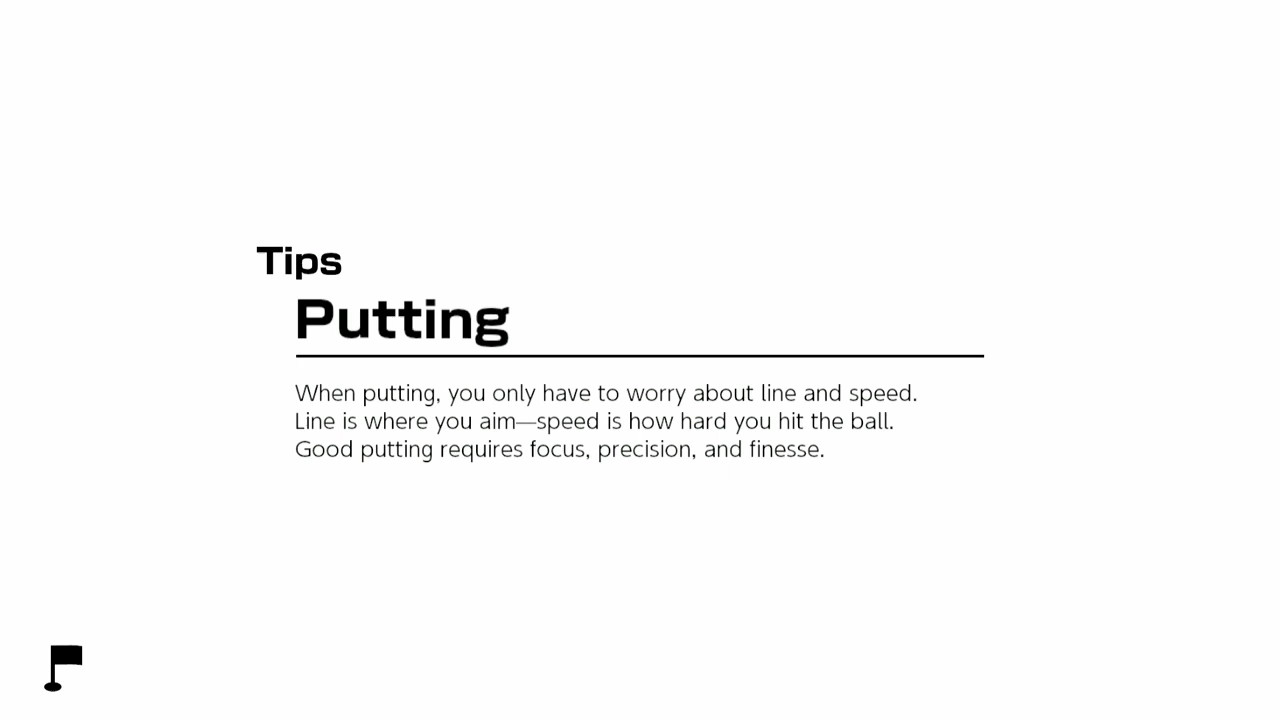 Tips
Putting
When putting, you only have to worry about line and speed.
Line is where you aim—speed is how hard you hit the ball.
Good putting requires focus, precision, and finesse.